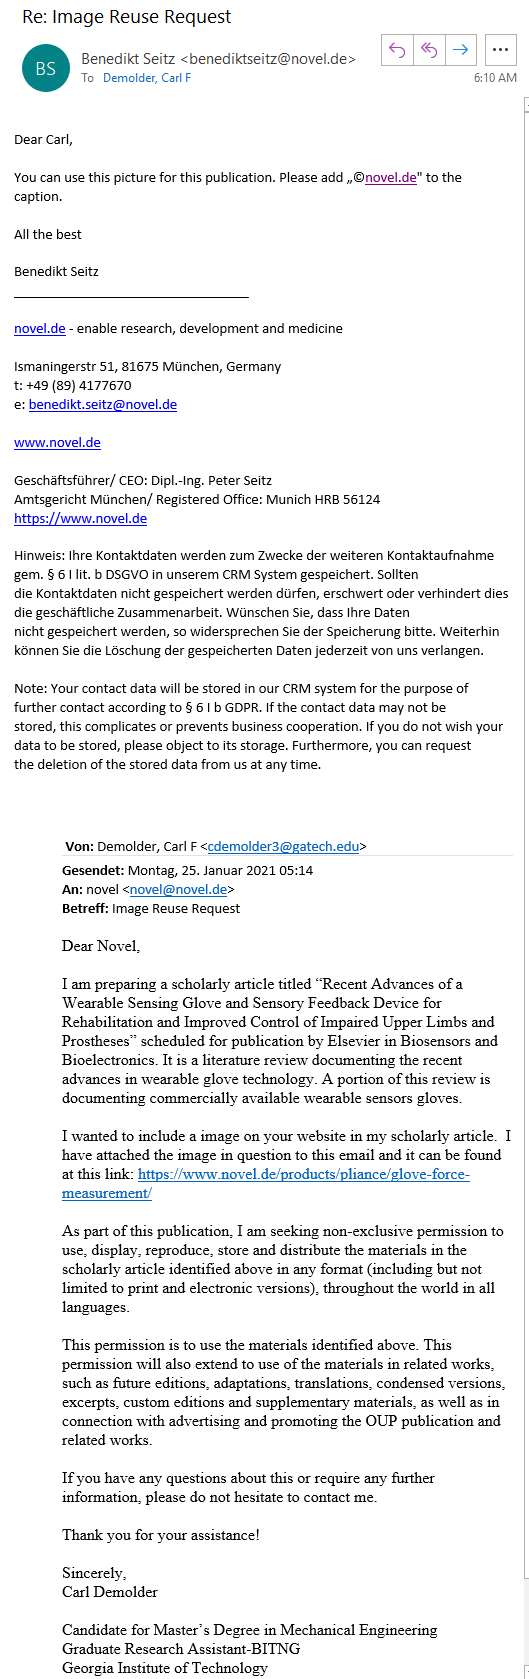 Re: Image Reuse Request
BS
Benedikt Seitz <benediktseitz@novel.de>
To Demolder, Carl F
6:10 AM
Dear Carl,
You can use this picture for this publication. Please add „©novel.de" to the
caption.
All the best
Benedikt Seitz
novel.de - enable research, development and medicine
Ismaningerstr 51, 81675 München, Germany
t: +49 (89) 4177670
e: benedikt.seitz@novel.de
www.novel.de
Geschäftsführer/ CEO: Dipl.-Ing. Peter Seitz
Amtsgericht München/ Registered Office: Munich HRB 56124
https://www.novel.de
Hinweis: Ihre Kontaktdaten werden zum Zwecke der weiteren Kontaktaufnahme
gem. § 6 I lit. b DSGVO in unserem CRM System gespeichert. Sollten
die Kontaktdaten nicht gespeichert werden dürfen, erschwert oder verhindert dies
die geschäftliche Zusammenarbeit. Wünschen Sie, dass Ihre Daten
nicht gespeichert werden, so widersprechen Sie der Speicherung bitte. Weiterhin
können Sie die Löschung der gespeicherten Daten jederzeit von uns verlangen.
Note: Your contact data will be stored in our CRM system for the purpose of
further contact according to § 6 I b GDPR. If the contact data may not be
stored, this complicates or prevents business cooperation. If you do not wish your
data to be stored, please object to its storage. Furthermore, you can request
the deletion of the stored data from us at any time.
Von: Demolder, Carl F <cdemolder3@gatech.edu>
Gesendet: Montag, 25. Januar 2021 05:14
An: novel <novel@novel.de>
Betreff: Image Reuse Request
Dear Novel,
I am preparing a scholarly article titled “Recent Advances of a
Wearable Sensing Glove and Sensory Feedback Device for
Rehabilitation and Improved Control of Impaired Upper Limbs and
Prostheses” scheduled for publication by Elsevier in Biosensors and
Bioelectronics. It is a literature review documenting the recent
advances in wearable glove technology. A portion of this review is
documenting commercially available wearable sensors gloves.
I wanted to include a image on your website in my scholarly article.  I
have attached the image in question to this email and it can be found
at this link: https://www.novel.de/products/pliance/glove-force-
measurement/
As part of this publication, I am seeking non-exclusive permission to
use, display, reproduce, store and distribute the materials in the
scholarly article identified above in any format (including but not
limited to print and electronic versions), throughout the world in all
languages.
This permission is to use the materials identified above. This
permission will also extend to use of the materials in related works,
such as future editions, adaptations, translations, condensed versions,
excerpts, custom editions and supplementary materials, as well as in
connection with advertising and promoting the OUP publication and
related works.
If you have any questions about this or require any further
information, please do not hesitate to contact me.
Thank you for your assistance!
Sincerely,
Carl Demolder
Candidate for Master’s Degree in Mechanical Engineering
Graduate Research Assistant-BITNG
Georgia Institute of Technology